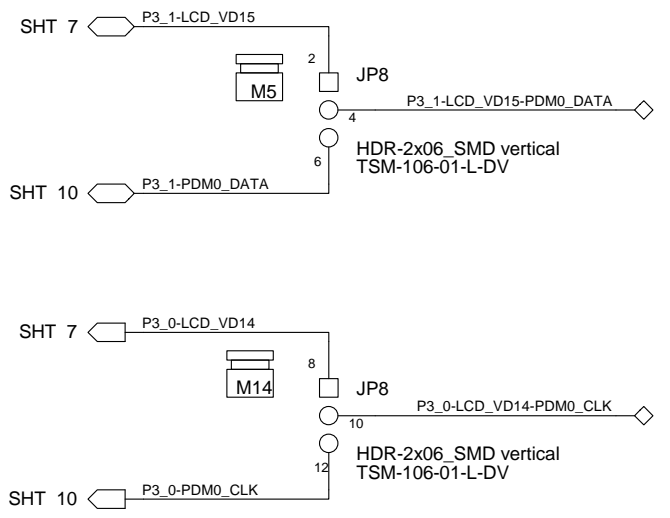 SHT 7 P3_1-LCD_VD15
2 JP8
M5
P3_1-LCD_VD15-PDM0_DATA
4
HDR-2x06_SMD vertical
6
TSM-106-01-L-DV
SHT 10 P3_1-PDM0_DATA
SHT 7 P3_0-LCD_VD14
8 JP8
M14
P3_0-LCD_VD14-PDM0_CLK
10
HDR-2x06_SMD vertical
12
TSM-106-01-L-DV
SHT 10 P3_0-PDM0_CLK